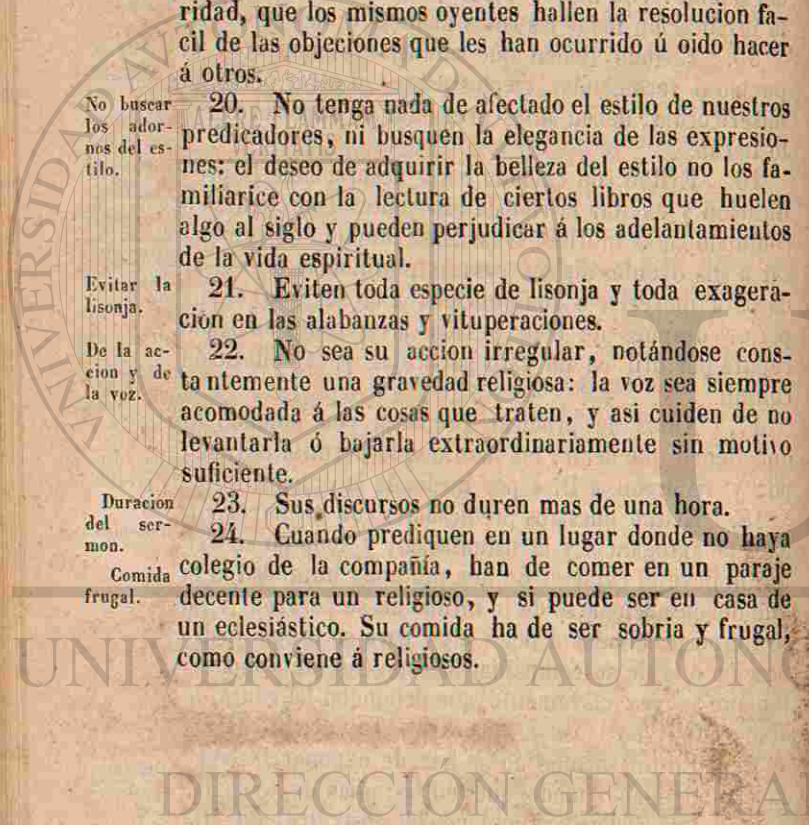 ridad, que los mismos oyentes hallen la resolucion fa-
cil de las objeciones que les han ocurrido ú oido hacer
á otros.
No buscar
los ador-
nos del es-
tilo.
20. No tenga nada de afectado el estilo de nuestros
predicadores, ni busquen la elegancia de las expresio-
nes: el deseo de adquirir la belleza del estilo no los fa-
miliarice con la lectura de ciertos libros que huelen
algo al siglo y pueden perjudicar á los adelantamientos
de la vida espiritual.
Evitar la
lisonja.
21. Eviten toda especie de lisonja y toda exagera-
cion en las alabanzas y vituperaciones.
De la ac-
cion y de
la voz.
22. No sea su accion irregular, notándose cons-
tantemente una gravedad religiosa: la voz sea siempre
acomodada á las cosas que traten, y asi cuiden de no
levantarla ó bajarla extraordinariamente sin motivo
suficiente.
Duracion
del ser-
mon.
23. Sus discursos no duren mas de una hora.
Comida
frugal.
24. Cuando prediquen en un lugar donde no haya
colegio de la compañía, han de comer en un paraje
decente para un religioso, y si puede ser en casa de
un eclesiástico. Su comida ha de ser sobria y frugal,
como conviene á religiosos.
UNIVERSIDAD AUTÓNO
DIRECCIÓN GENERA